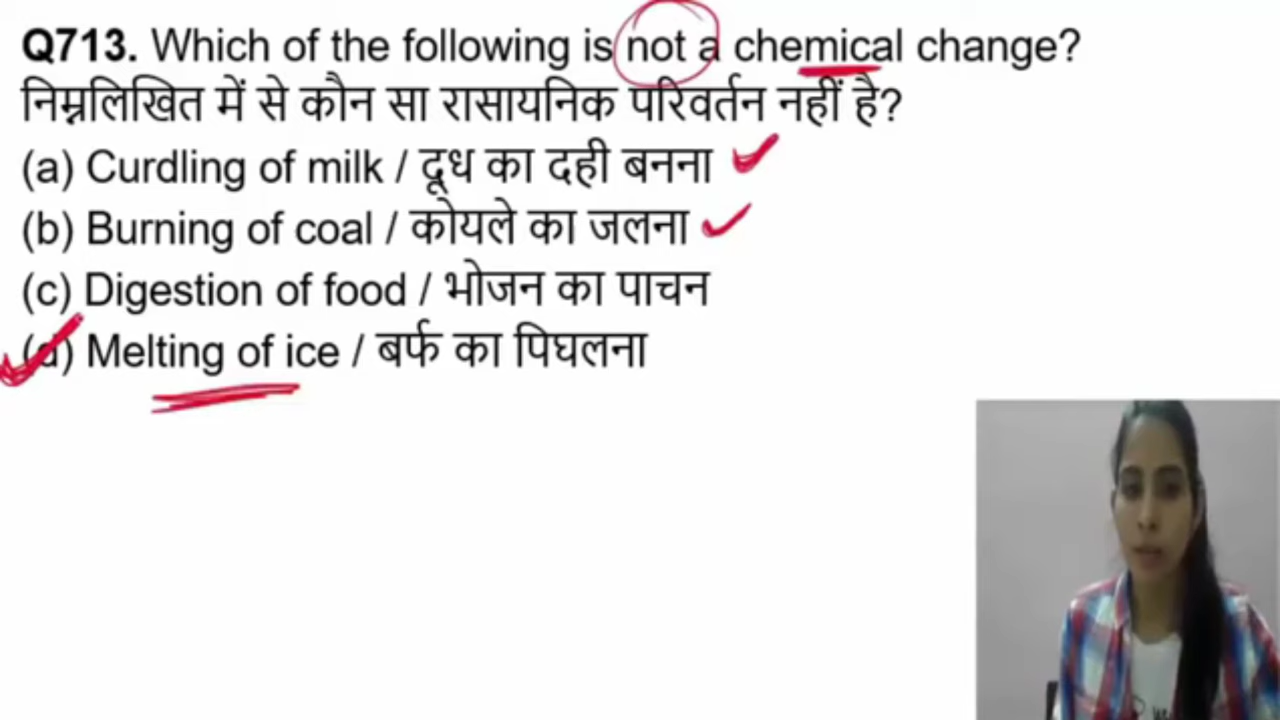 Q713. Which of the following is not a chemical change?
निम्नलिखित में से कौन सा रासायनिक परिवर्तन नहीं है?
(a) Curdling of milk / दूध का दही बनना
(b) Burning of coal / कोयले का जलना
(c) Digestion of food / भोजन का पाचन
(d) Melting of ice / बर्फ का पिघलना